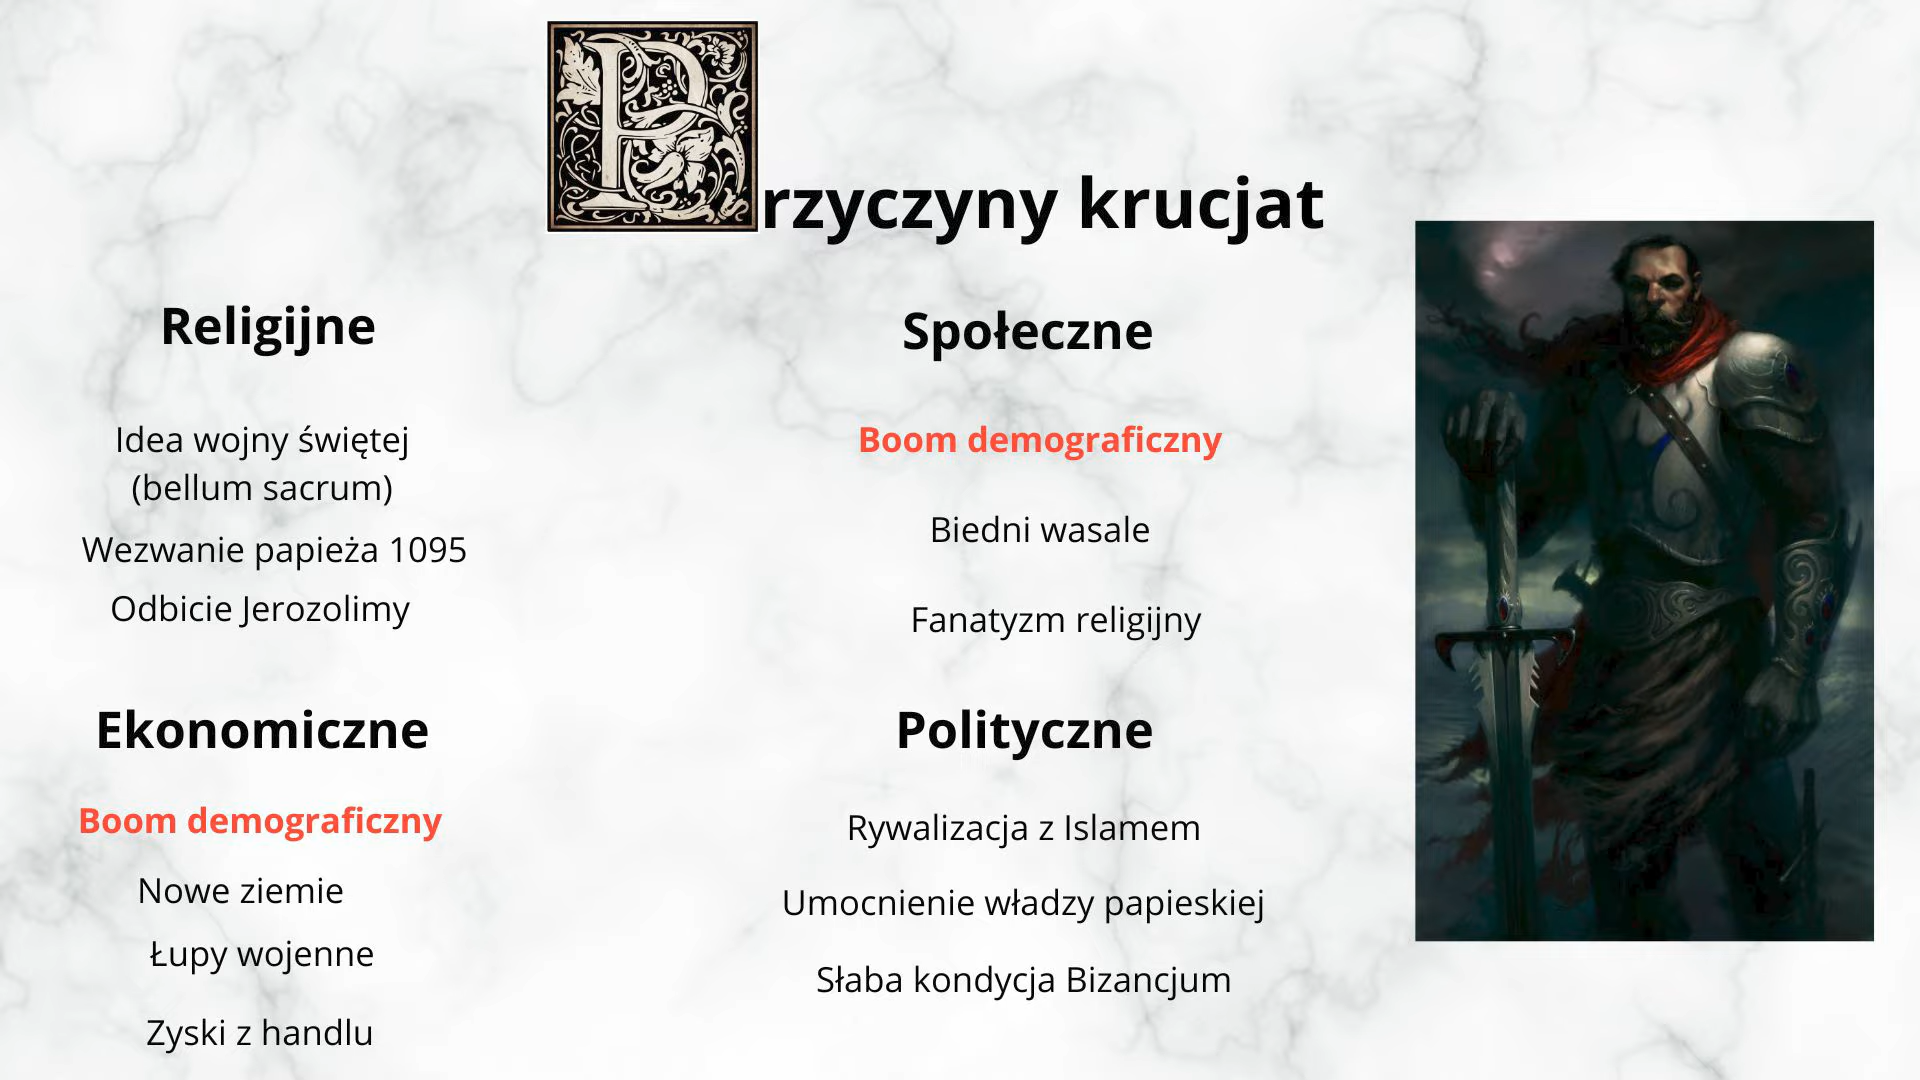 Przyczyny krucjat
Religijne
Idea wojny świętej
(bellum sacrum)
Wezwanie papieża 1095
Odbicie Jerozolimy
Społeczne
Boom demograficzny
Biedni wasale
Fanatyzm religijny
Ekonomiczne
Boom demograficzny
Nowe ziemie
Łupy wojenne
Zyski z handlu
Polityczne
Rywalizacja z Islamem
Umocnienie władzy papieskiej
Słaba kondycja Bizancjum